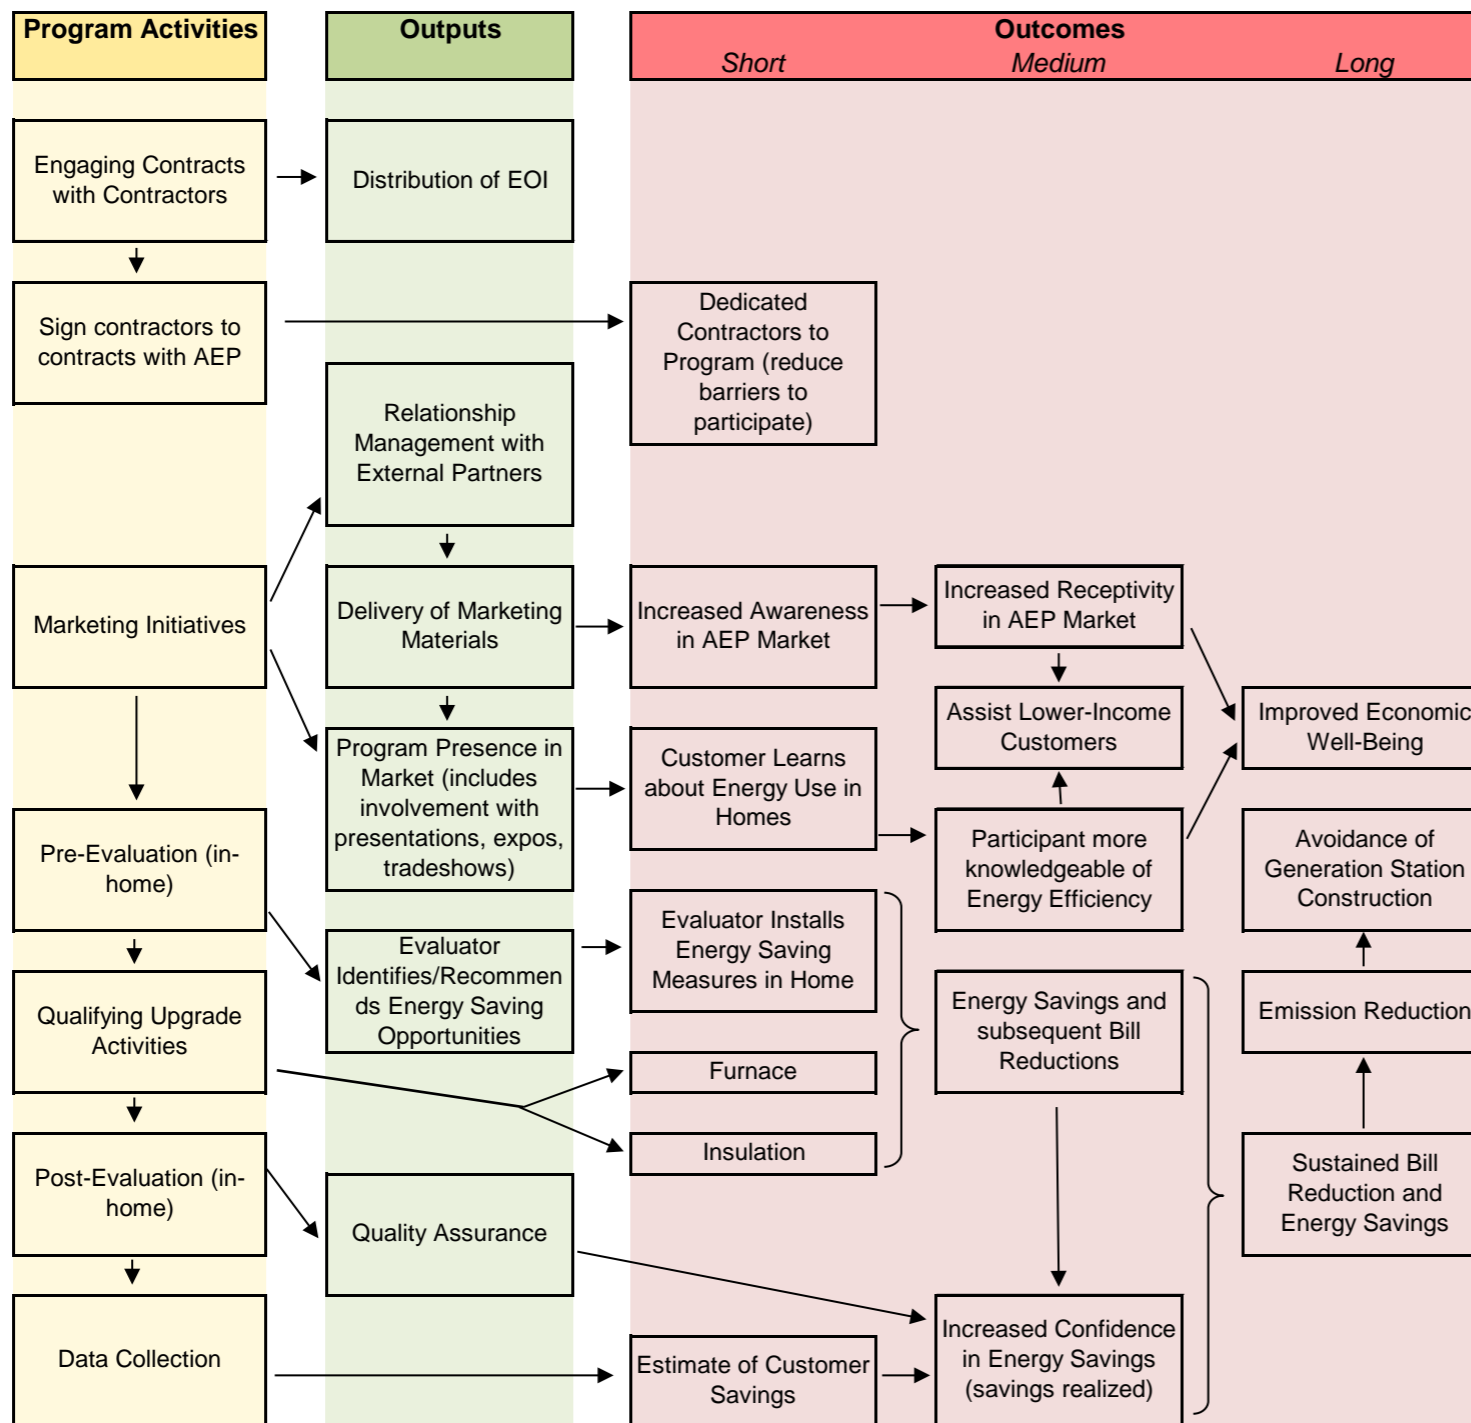 Program Activities
Outputs
Outcomes
Short
Medium
Long
Engaging Contracts
with Contractors
Distribution of EOI
Sign contractors to
contracts with AEP
Dedicated
Contractors to
Program (reduce
barriers to
participate)
Relationship
Management with
External Partners
Marketing Initiatives
Delivery of Marketing
Materials
Increased Awareness
in AEP Market
Increased Receptivity
in AEP Market
Assist Lower-Income
Customers
Improved Economic
Well-Being
Program Presence in
Market (includes
involvement with
presentations, expos,
tradeshows)
Customer Learns
about Energy Use in
Homes
Pre-Evaluation (in-
home)
Participant more
knowledgeable of
Energy Efficiency
Avoidance of
Generation Station
Construction
Evaluator
Identifies/Recommen
ds Energy Saving
Opportunities
Evaluator Installs
Energy Saving
Measures in Home
Qualifying Upgrade
Activities
Energy Savings and
subsequent Bill
Reductions
Emission Reduction
Furnace
Insulation
Post-Evaluation (in-
home)
Quality Assurance
Sustained Bill
Reduction and
Energy Savings
Data Collection
Estimate of Customer
Savings
Increased Confidence
in Energy Savings
(savings realized)